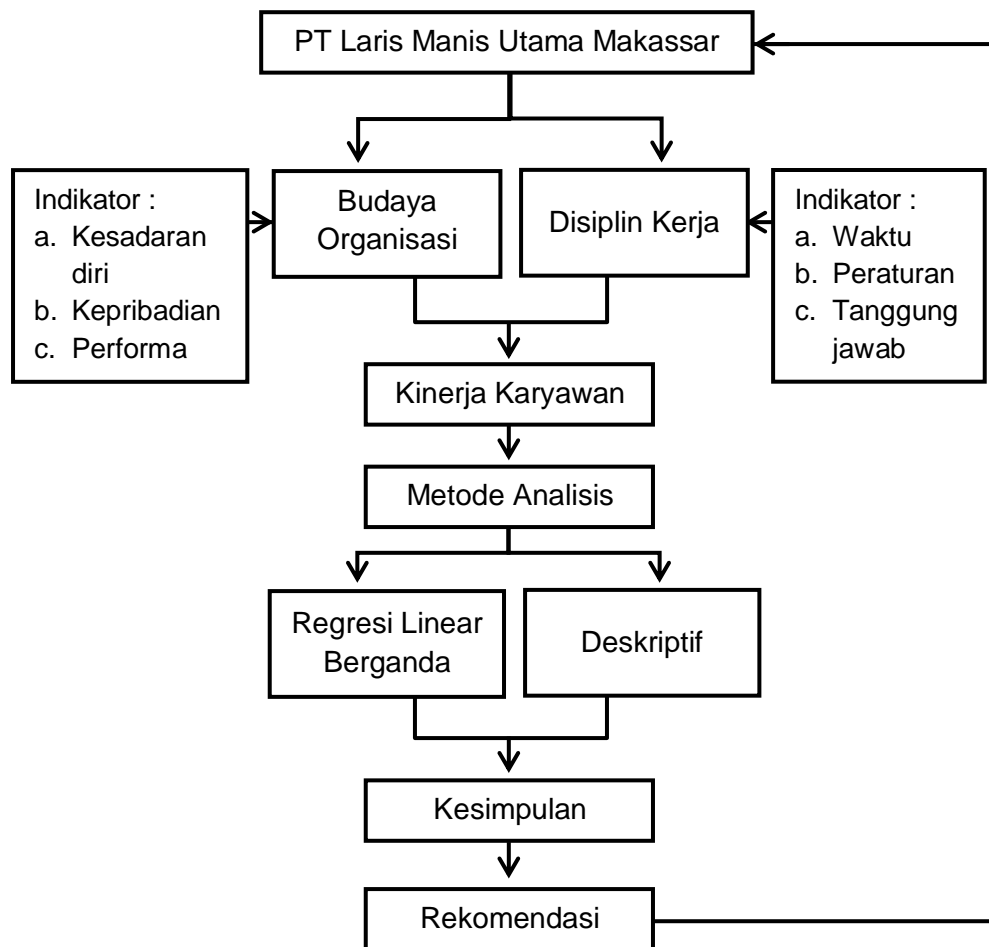 PT Laris Manis Utama Makassar
Indikator :
a. Kesadaran
diri
b. Kepribadian
c. Performa
Budaya
Organisasi
Disiplin Kerja
Indikator :
a. Waktu
b. Peraturan
c. Tanggung
jawab
Kinerja Karyawan
Metode Analisis
Regresi Linear
Berganda
Deskriptif
Kesimpulan
Rekomendasi